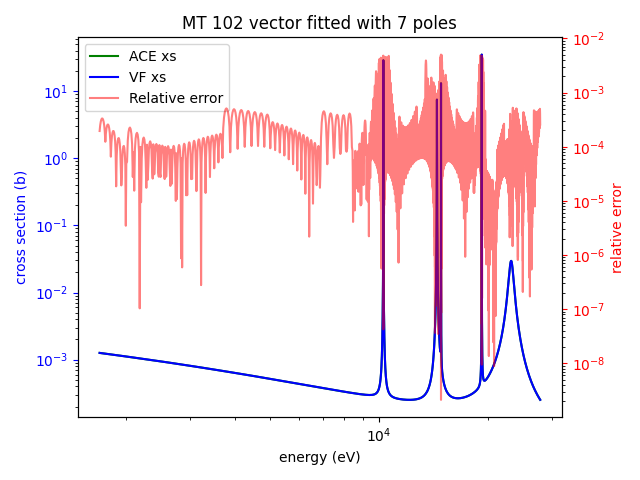 MT 102 vector fitted with 7 poles
ACE xs
VF xs
Relative error
cross section (b)
10¹
10⁰
10⁻¹
10⁻²
10⁻³
10⁻²
10⁻³
10⁻⁴
10⁻⁵
10⁻⁶
10⁻⁷
10⁻⁸
relative error
10⁴
energy (eV)